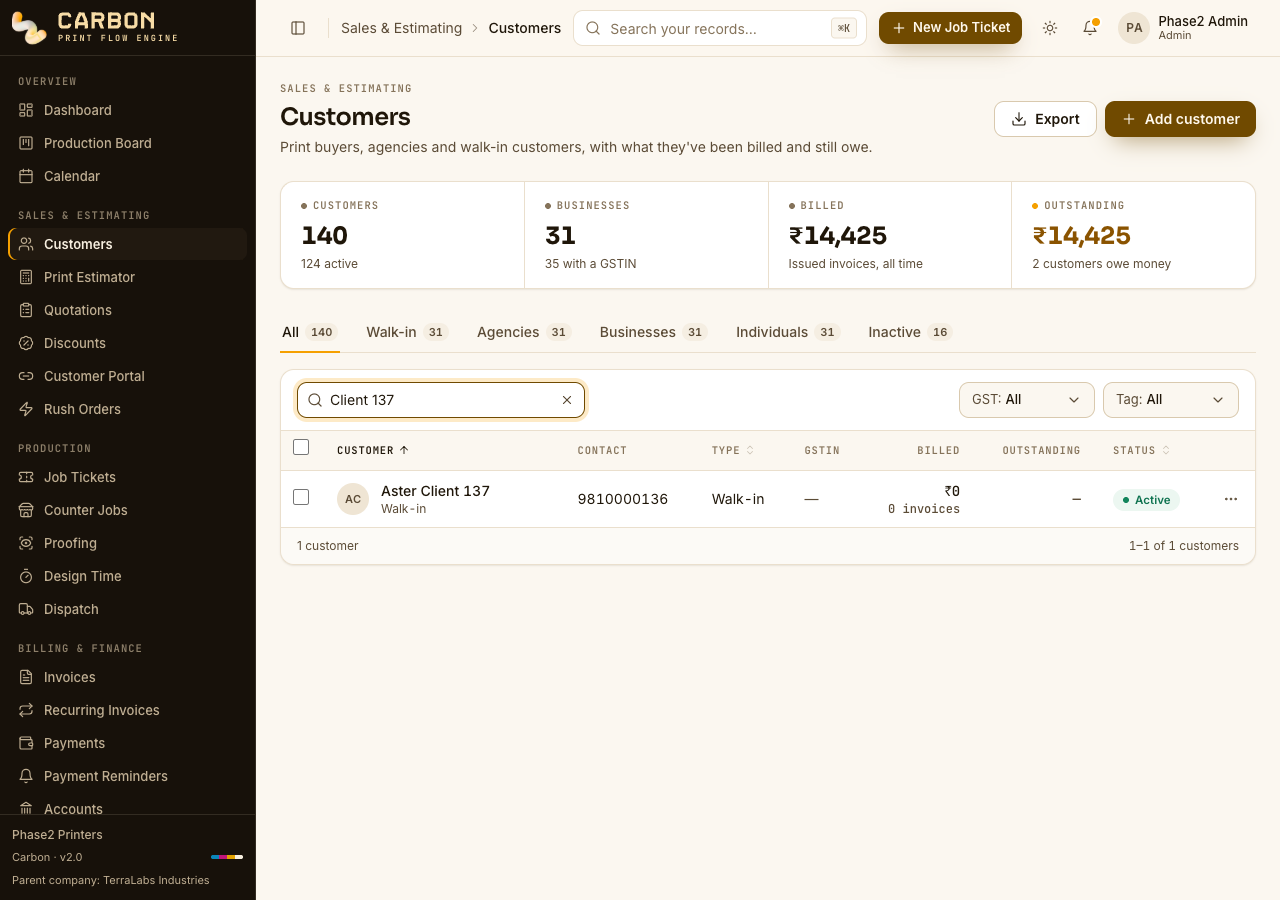 CARBON
PRINT FLOW ENGINE
OVERVIEW
Dashboard
Production Board
Calendar
SALES & ESTIMATING
Customers
Print Estimator
Quotations
Discounts
Customer Portal
Rush Orders
PRODUCTION
Job Tickets
Counter Jobs
Proofing
Design Time
Dispatch
BILLING & FINANCE
Invoices
Recurring Invoices
Payments
Payment Reminders
Accounts
Phase2 Printers
Carbon · v2.0
Parent company: TerraLabs Industries
Sales & Estimating > Customers
Search your records... ⌘K
+ New Job Ticket
PA
Phase2 Admin
Admin
SALES & ESTIMATING
Customers
Print buyers, agencies and walk-in customers, with what they've been billed and still owe.
Export
+ Add customer
CUSTOMERS
140
124 active
BUSINESSES
31
35 with a GSTIN
BILLED
₹14,425
Issued invoices, all time
OUTSTANDING
₹14,425
2 customers owe money
All 140 Walk-in 31 Agencies 31 Businesses 31 Individuals 31 Inactive 16
Client 137
GST: All
Tag: All
CUSTOMER ↑ CONTACT TYPE GSTIN BILLED OUTSTANDING STATUS
AC Aster Client 137 9810000136 Walk-in — ₹0 – Active ···
Walk-in 0 invoices
1 customer 1–1 of 1 customers